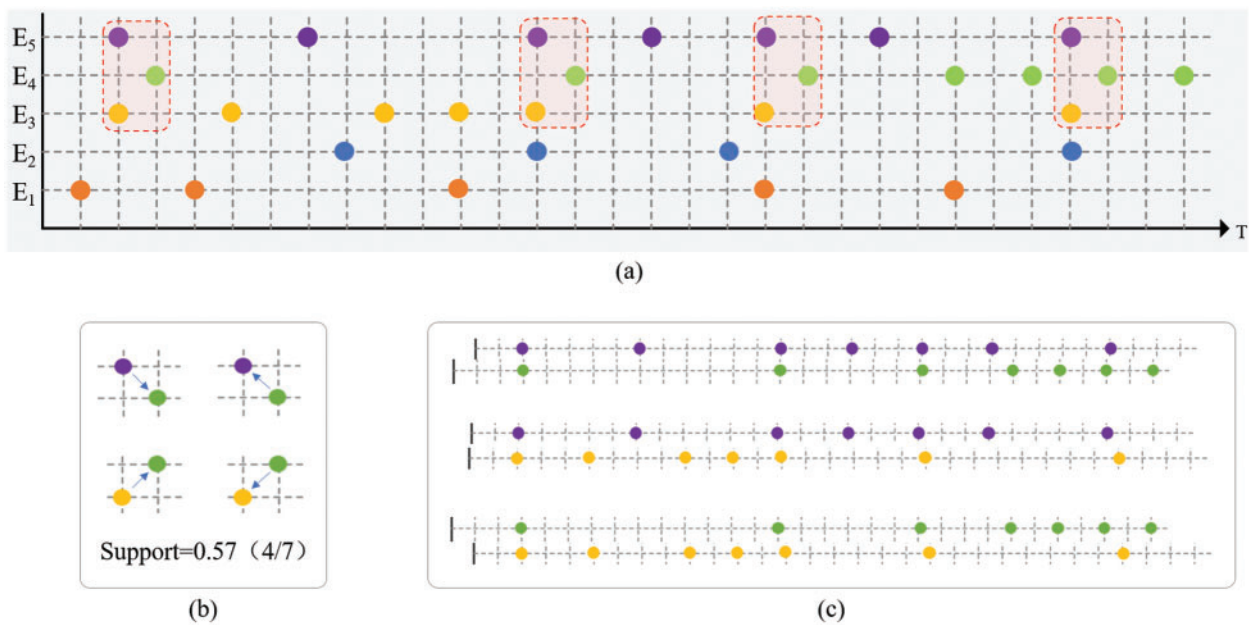 E₅
E₄
E₃
E₂
E₁
T
(a)
Support=0.57（4/7）
(b)
(c)